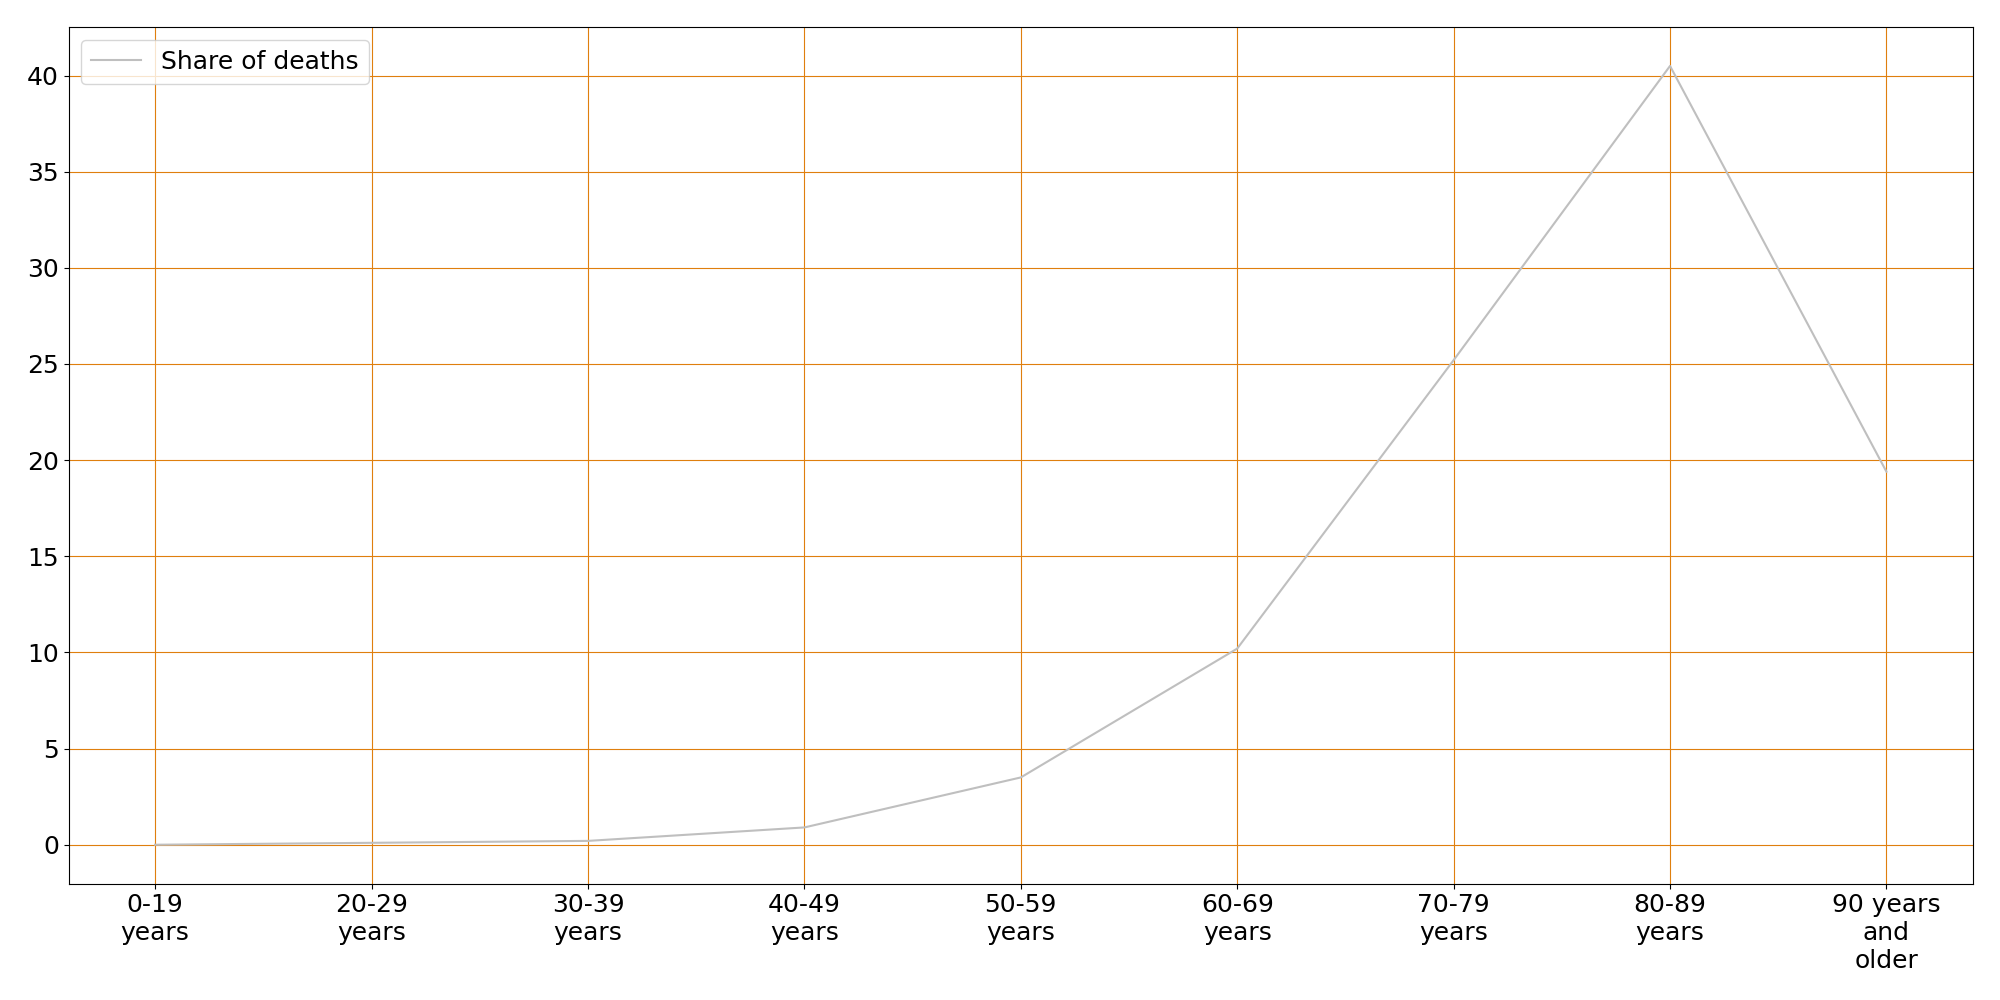 Share of deaths
40
35
30
25
20
15
10
5
0
0-19
years
20-29
years
30-39
years
40-49
years
50-59
years
60-69
years
70-79
years
80-89
years
90 years
and
older